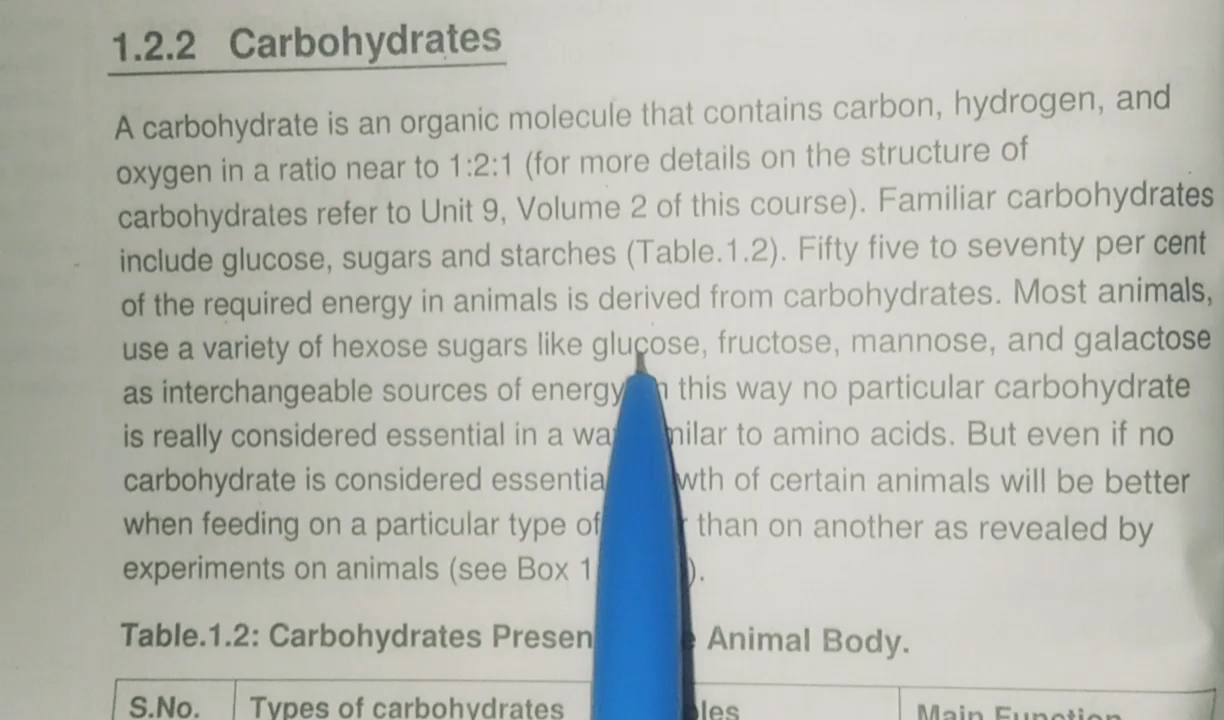 1.2.2 Carbohydrates
A carbohydrate is an organic molecule that contains carbon, hydrogen, and
oxygen in a ratio near to 1:2:1 (for more details on the structure of
carbohydrates refer to Unit 9, Volume 2 of this course). Familiar carbohydrates
include glucose, sugars and starches (Table.1.2). Fifty five to seventy per cent
of the required energy in animals is derived from carbohydrates. Most animals,
use a variety of hexose sugars like glucose, fructose, mannose, and galactose
as interchangeable sources of energy this way no particular carbohydrate
is really considered essential in a to amino acids. But even if no
carbohydrate is considered of certain animals will be better
when feeding on a particular type of than on another as revealed by
experiments on animals (see Box 1
Table.1.2: Carbohydrates Animal Body.
S.No. Types of carbohydrates Main Function